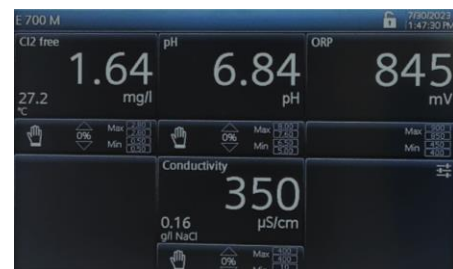 E 700 M
7/30/2023
1:47:30 PM
Cl2 free
1.64
27.2
°C
mg/l
pH
6.84
pH
ORP
845
mV
0%
Max
Min
0%
Max
Min
Max
Min
Conductivity
350
0.16
µS/cm
g/l NaCl
0%
Max